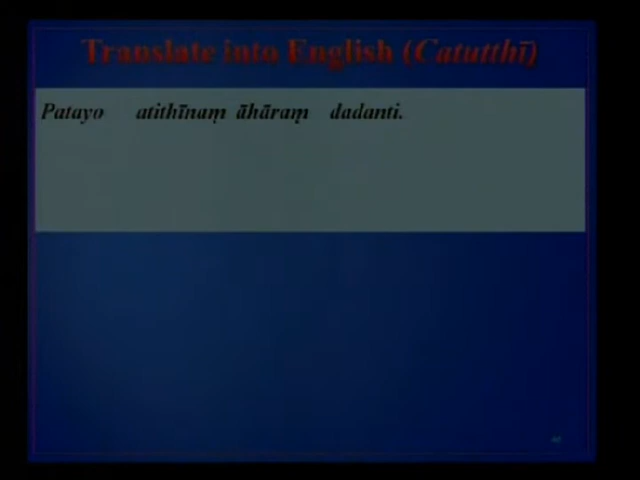 Translate into English (Catutthī)
Patayo atithīnaṃ āhāraṃ dadanti.